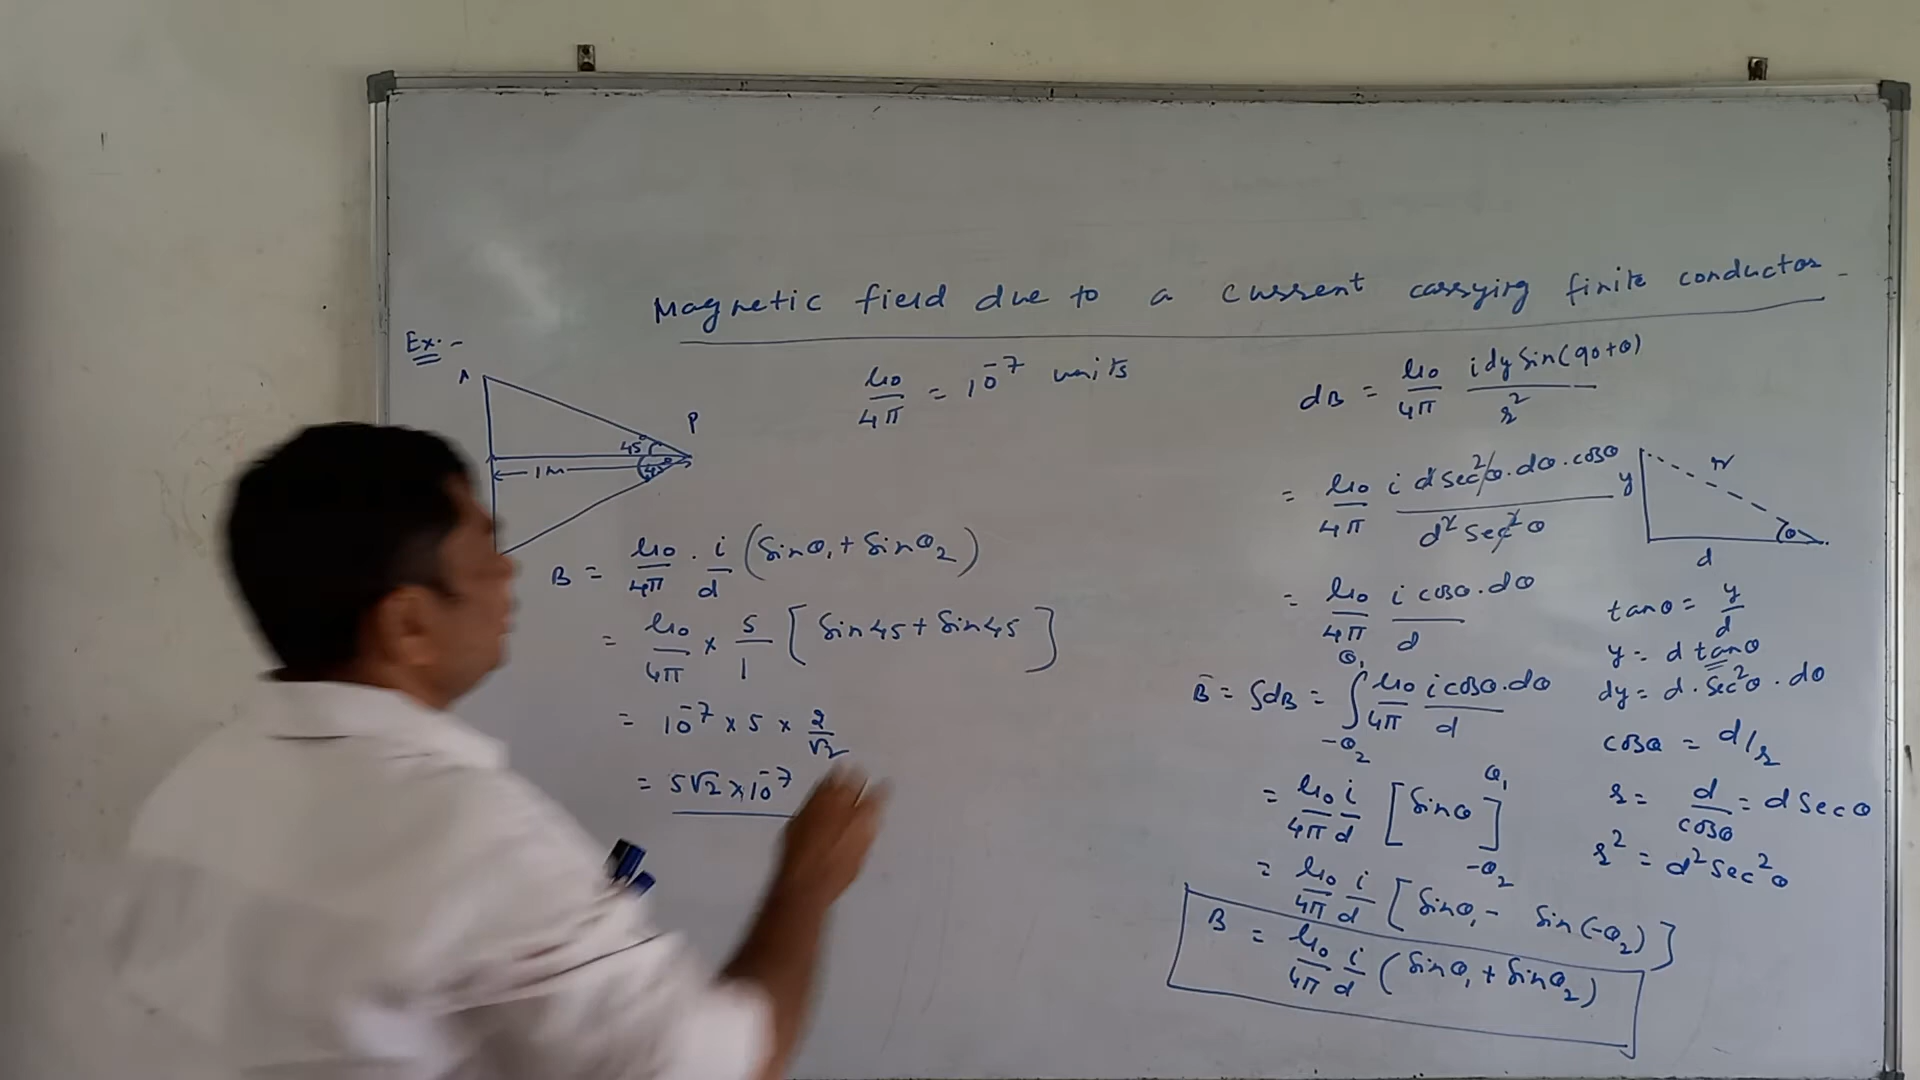 Magnetic field due to a current carrying finite conductor
Ex:-
A
P
45°
1m
45°
μ₀/4π = 10⁻⁷ units
B = μ₀/4π · i/d (Sinθ₁ + Sinθ₂)
= μ₀/4π × 5/1 [Sin45 + Sin45]
= 10⁻⁷ × 5 × 2/√2
= 5√2 × 10⁻⁷
dB = μ₀/4π i dy Sin(90+θ)/r²
= μ₀/4π i d Sec²θ.dθ.cosθ/d² Sec²θ
= μ₀/4π i cosθ.dθ/d
B = ∫dB = ∫_{-θ₂}^{θ₁} μ₀/4π i cosθ.dθ/d
= μ₀/4π i/d [Sinθ]_{-θ₂}^{θ₁}
= μ₀/4π i/d [Sinθ₁ - Sin(-θ₂)]
B = μ₀/4π i/d (Sinθ₁ + Sinθ₂)
y
r
θ
d
tanθ = y/d
y = d tanθ
dy = d.Sec²θ.dθ
cosθ = d/r
r = d/cosθ = d Secθ
r² = d² Sec²θ